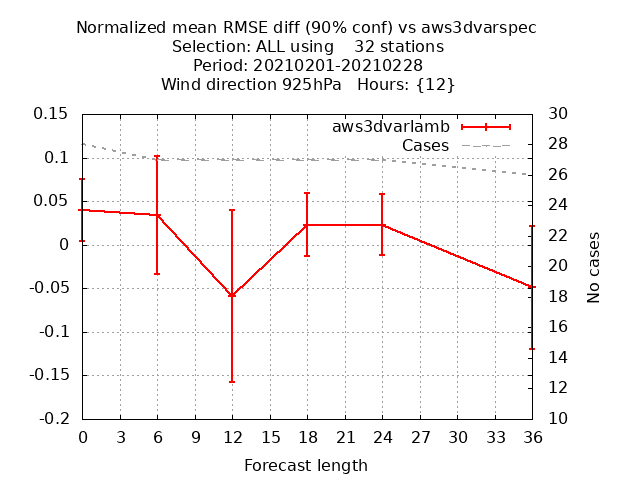 Normalized mean RMSE diff (90% conf) vs aws3dvarspec
Selection: ALL using    32 stations
Period: 20210201-20210228
Wind direction 925hPa   Hours: {12}
aws3dvarlamb
Cases
0.15
0.1
0.05
0
-0.05
-0.1
-0.15
-0.2
30
28
26
24
22
20
18
16
14
12
10
No cases
0 3 6 9 12 15 18 21 24 27 30 33 36
Forecast length